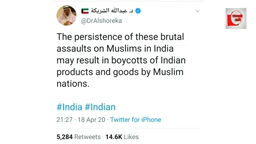 د. عبدالله الشريكة
@DrAlshoreka
The persistence of these brutal
assaults on Muslims in India
may result in boycotts of Indian
products and goods by Muslim
nations.
#India #Indian
21:27 · 18 Apr 20 · Twitter for iPhone
5,284 Retweets 14.6K Likes